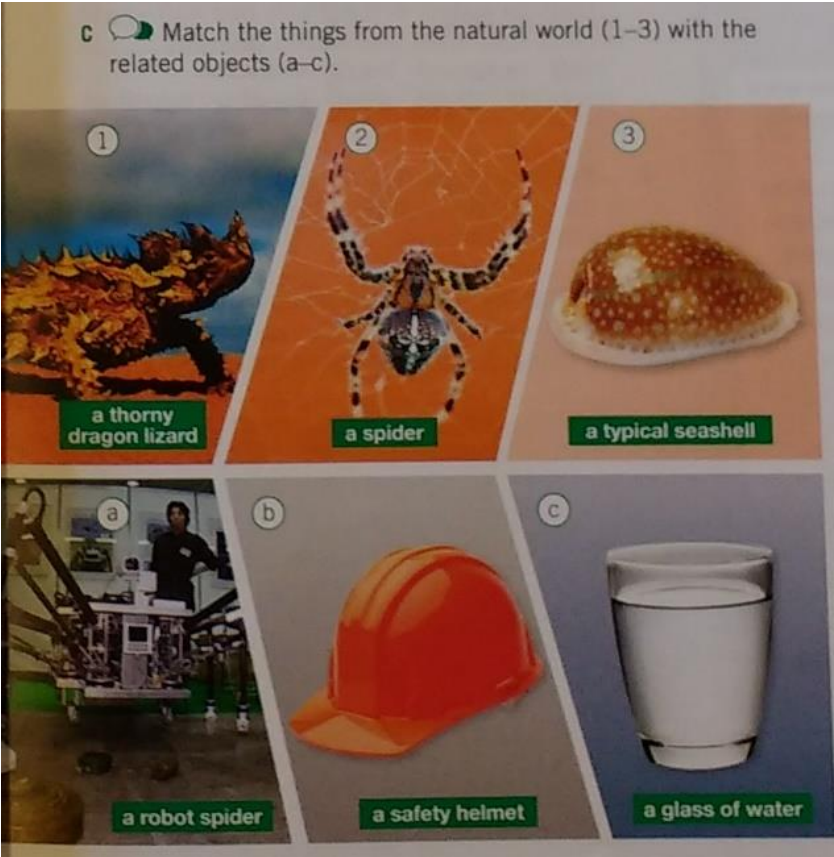 c Match the things from the natural world (1–3) with the
related objects (a–c).
1
2
3
a thorny
dragon lizard
a spider
a typical seashell
a
b
c
a robot spider
a safety helmet
a glass of water